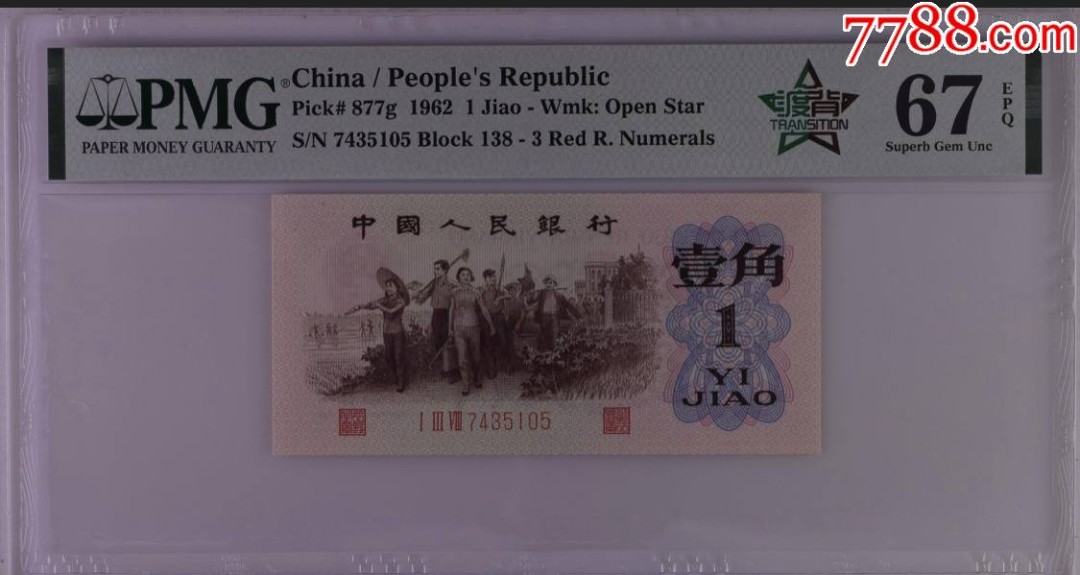 7788.com
PMG®
PAPER MONEY GUARANTY
China / People's Republic
Pick# 877g 1962 1 Jiao - Wmk: Open Star
S/N 7435105 Block 138 - 3 Red R. Numerals
渡背
TRANSITION
67
EPQ
Superb Gem Unc
中國人民銀行
壹角
1
YI
JIAO
I III VIII 7435105